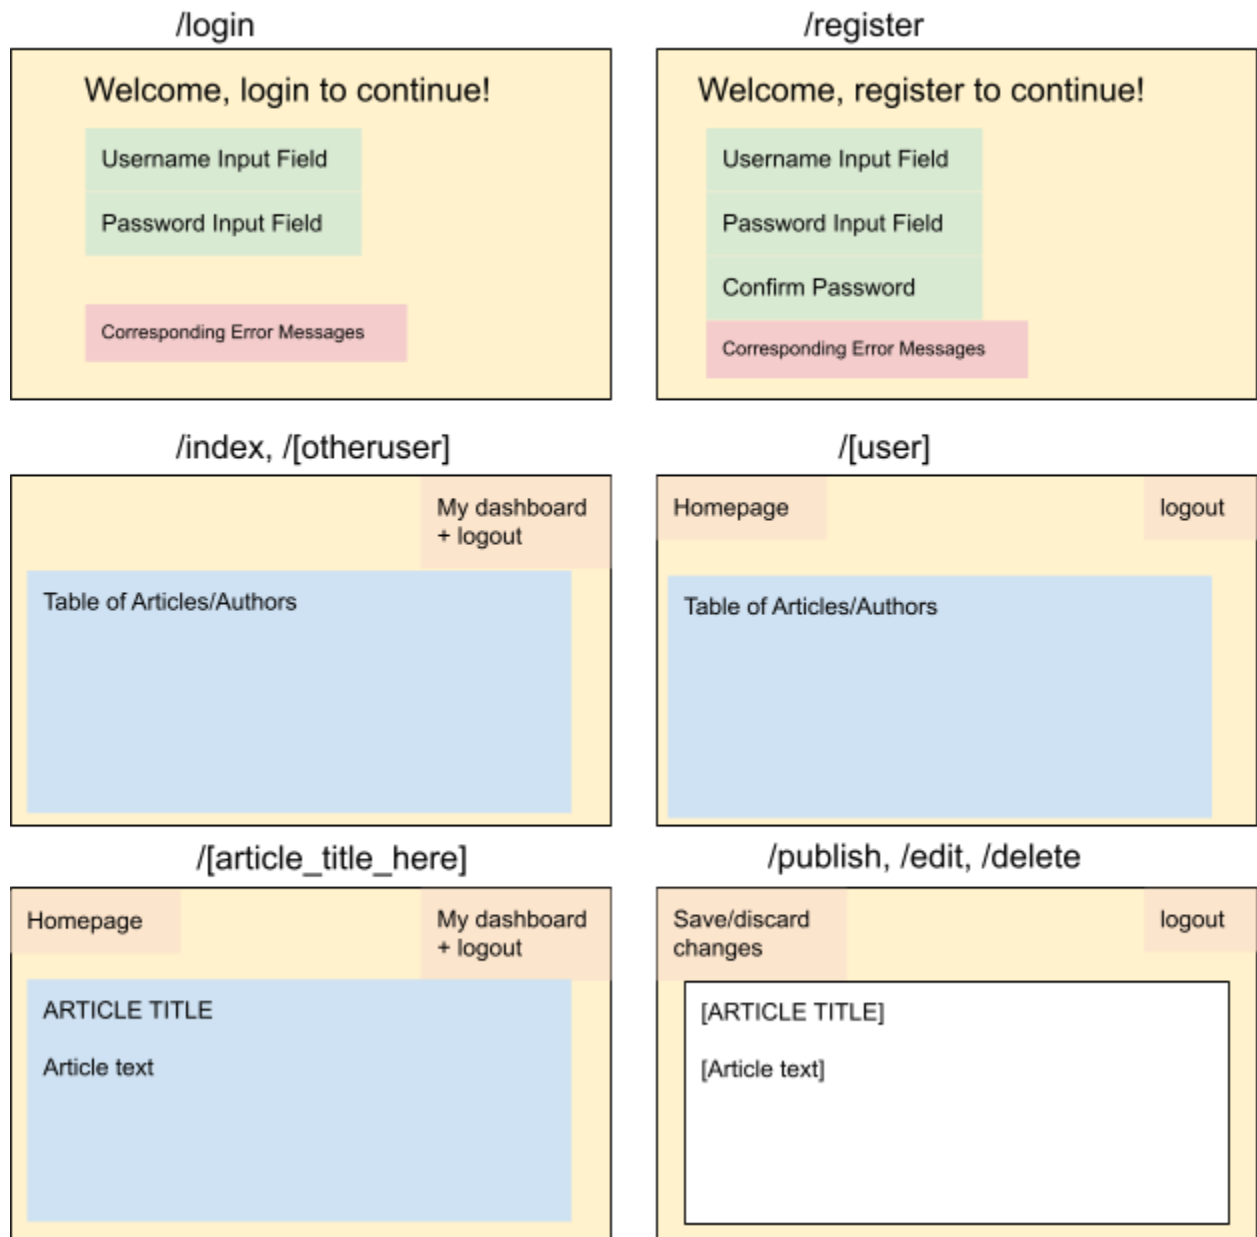 /login
Welcome, login to continue!
Username Input Field
Password Input Field
Corresponding Error Messages
/register
Welcome, register to continue!
Username Input Field
Password Input Field
Confirm Password
Corresponding Error Messages
/index, /[otheruser]
My dashboard
+ logout
Table of Articles/Authors
/[user]
Homepage
logout
Table of Articles/Authors
/[article_title_here]
Homepage
My dashboard
+ logout
ARTICLE TITLE
Article text
/publish, /edit, /delete
Save/discard
changes
logout
[ARTICLE TITLE]
[Article text]